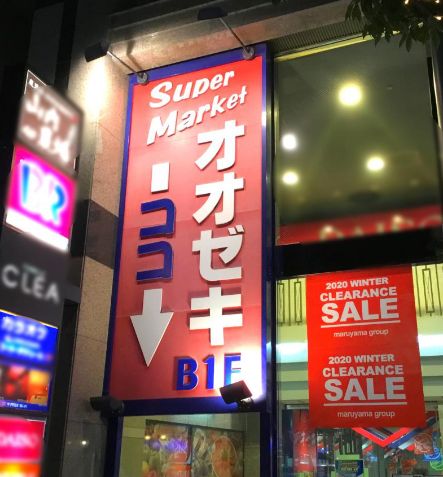 Super
Market
オオゼキ
ココ
B1F
CLEA
カラオケ
2020 WINTER
CLEARANCE
SALE
maruyama group
2020 WINTER
CLEARANCE
SALE
maruyama group